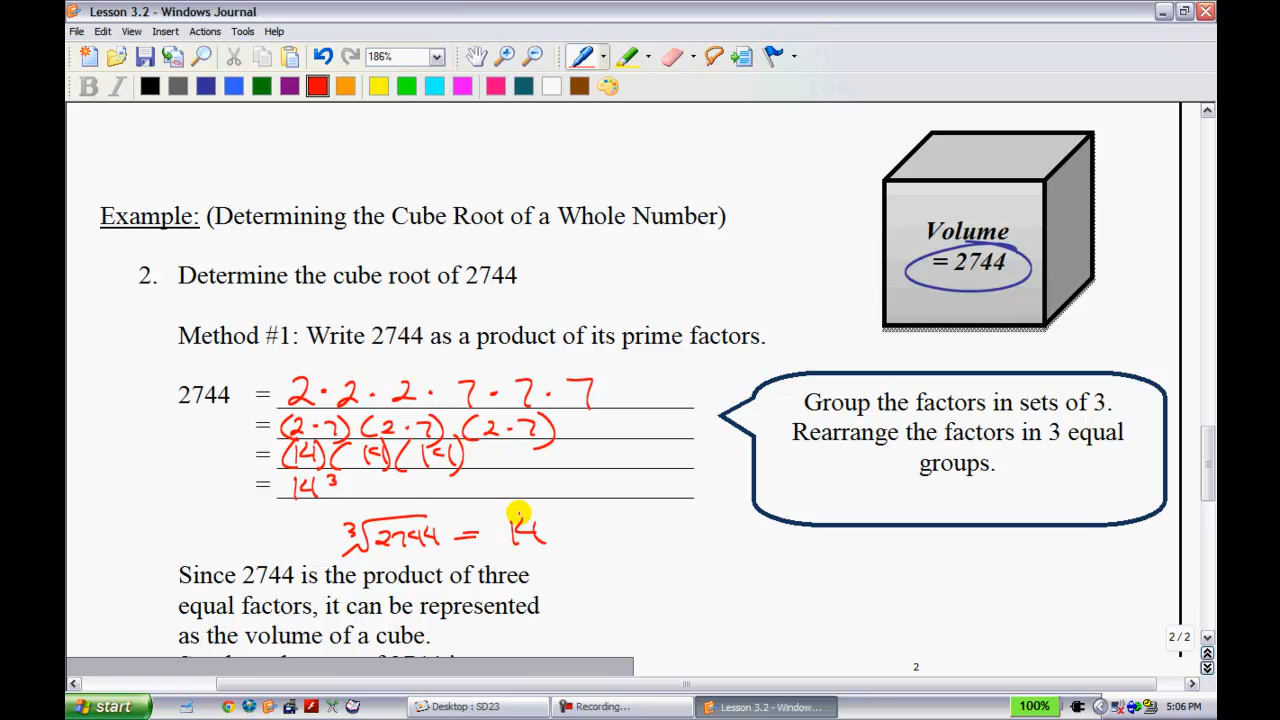 Lesson 3.2 - Windows Journal
File Edit View Insert Actions Tools Help
186%
B I
Volume
= 2744
Example: (Determining the Cube Root of a Whole Number)
2. Determine the cube root of 2744
Method #1: Write 2744 as a product of its prime factors.
2744 = 2 · 2 · 2 · 7 · 7 · 7
= (2 · 7) (2 · 7) (2 · 7)
= (14) (14) (14)
= 14³
³√2744 = 14
Group the factors in sets of 3.
Rearrange the factors in 3 equal
groups.
Since 2744 is the product of three
equal factors, it can be represented
as the volume of a cube.
2 / 2
2
start
Desktop : SD23
Recording...
Lesson 3.2 - Window...
100%
5:06 PM